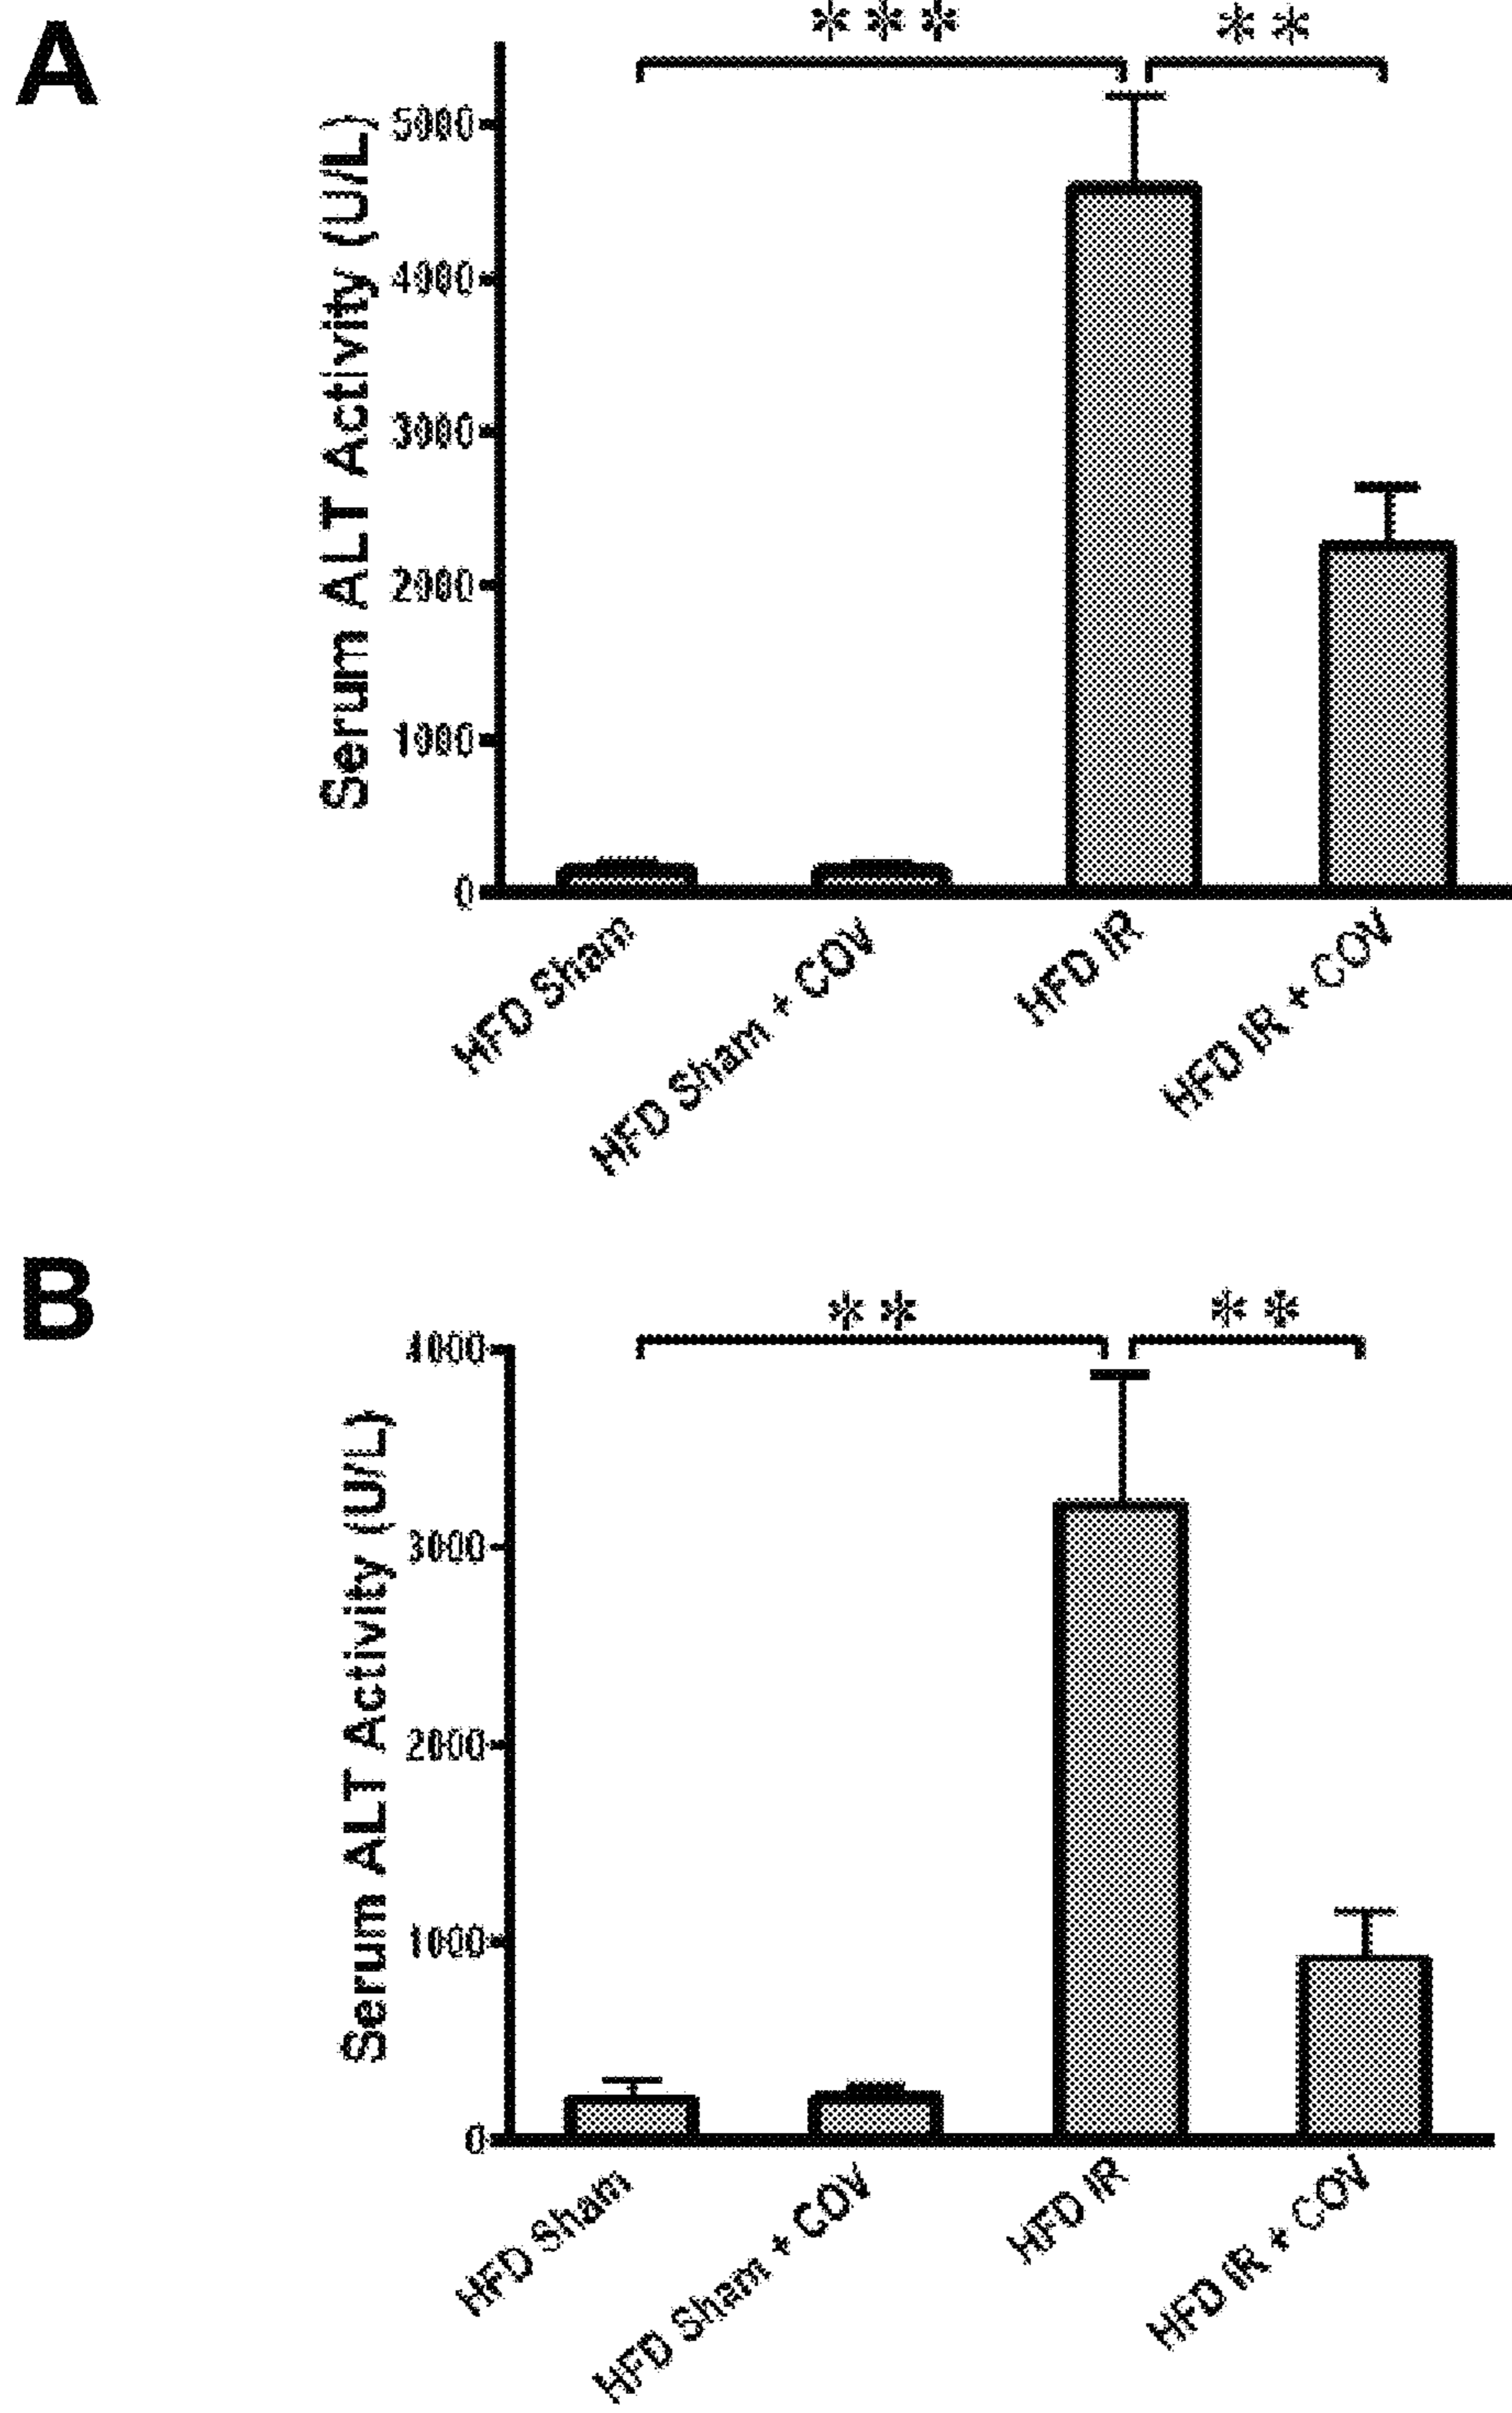 A
***
**
Serum ALT Activity (U/L)
5000
4000
3000
2000
1000
0
HFD Sham
HFD Sham + COV
HFD IR
HFD IR + COV
B
**
**
Serum ALT Activity (U/L)
4000
3000
2000
1000
0
HFD Sham
HFD Sham + COV
HFD IR
HFD IR + COV